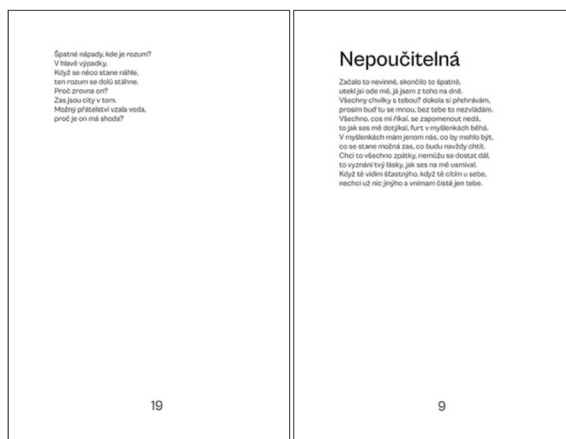 Špatné nápady, kde je rozum?
V hlavě výpadky.
Když se něco stane náhle,
ten rozum se dolů stáhne.
Proč zrovna on?
Zas jsou city v tom.
Možný přátelství vzala voda,
proč je on má shoda?
19
Nepoučitelná
Začalo to nevinně, skončilo to špatně,
utekl jsi ode mě, já jsem z toho na dně.
Všechny chvilky s tebou? dokola si přehrávám,
prosím buď tu se mnou, bez tebe to nezvládám.
Všechno, cos mi říkal, se zapomenout nedá,
to jak ses mě dotýkal, furt v myšlenkách běhá.
V myšlenkách mám jenom nás, co by mohlo být,
co se stane možná zas, co budu navždy chtít.
Chci to všechno zpátky, nemůžu se dostat dál,
to vyznání tvý lásky, jak ses na mě usmíval.
Když tě vidím šťastnýho, když tě cítím u sebe,
nechci už nic jinýho a vnímam čistě jen tebe.
9